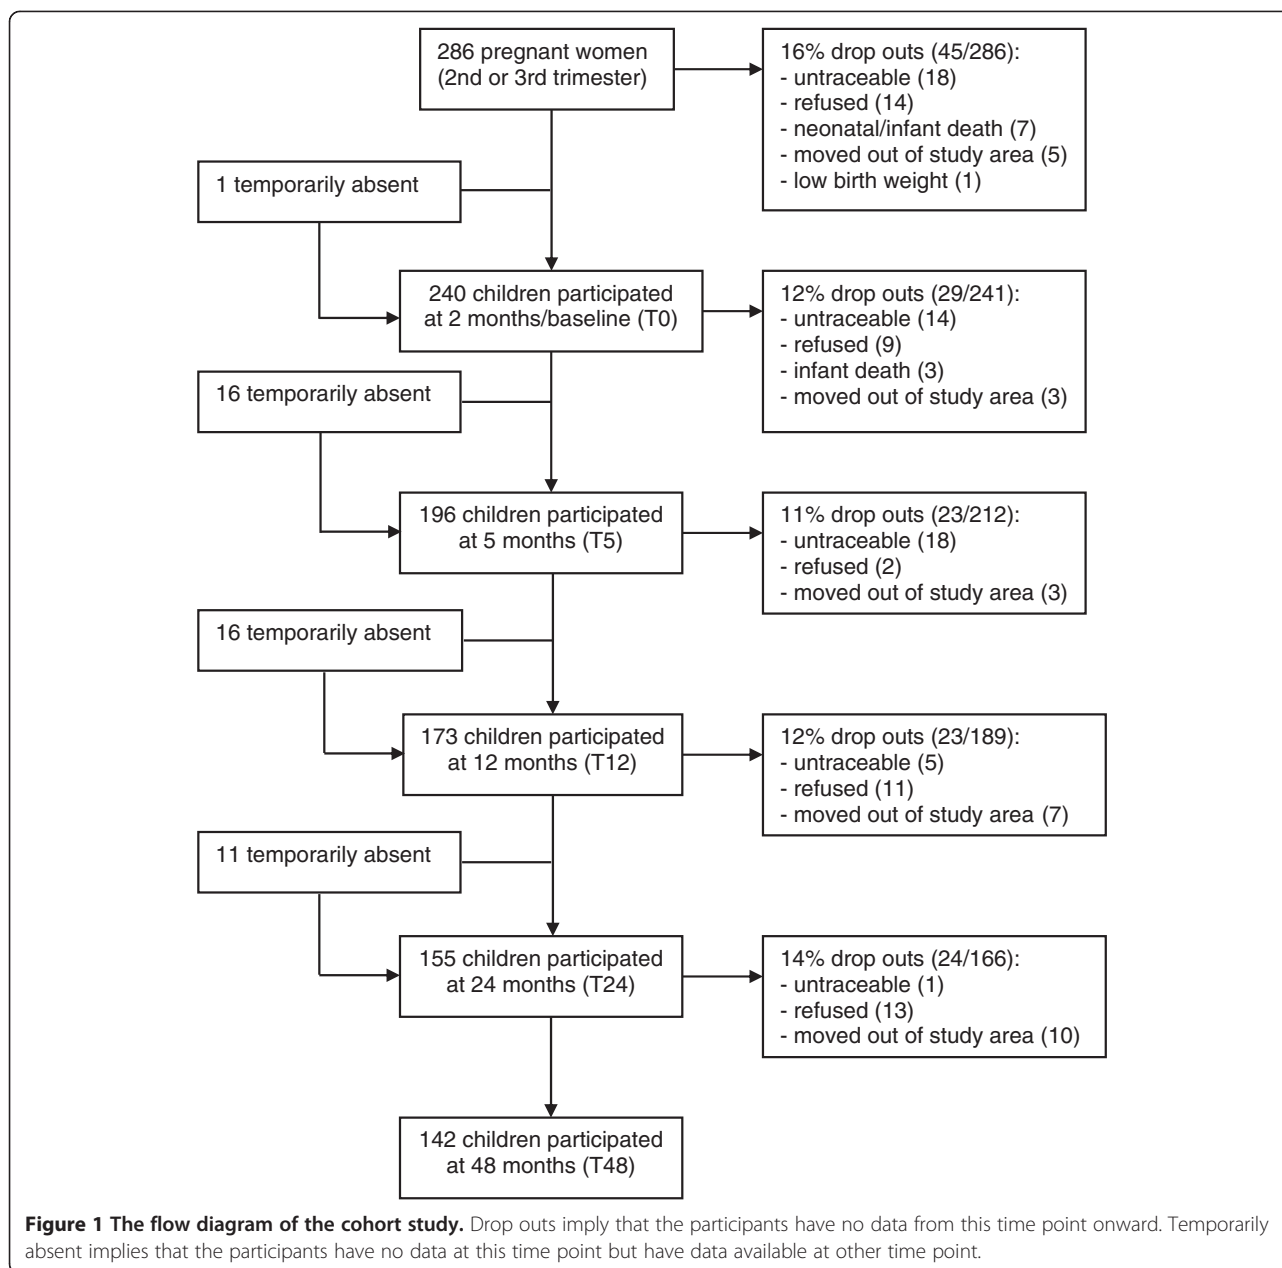 286 pregnant women
(2nd or 3rd trimester)
16% drop outs (45/286):
- untraceable (18)
- refused (14)
- neonatal/infant death (7)
- moved out of study area (5)
- low birth weight (1)
1 temporarily absent
240 children participated
at 2 months/baseline (T0)
12% drop outs (29/241):
- untraceable (14)
- refused (9)
- infant death (3)
- moved out of study area (3)
16 temporarily absent
196 children participated
at 5 months (T5)
11% drop outs (23/212):
- untraceable (18)
- refused (2)
- moved out of study area (3)
16 temporarily absent
173 children participated
at 12 months (T12)
12% drop outs (23/189):
- untraceable (5)
- refused (11)
- moved out of study area (7)
11 temporarily absent
155 children participated
at 24 months (T24)
14% drop outs (24/166):
- untraceable (1)
- refused (13)
- moved out of study area (10)
142 children participated
at 48 months (T48)
Figure 1 The flow diagram of the cohort study. Drop outs imply that the participants have no data from this time point onward. Temporarily
absent implies that the participants have no data at this time point but have data available at other time point.